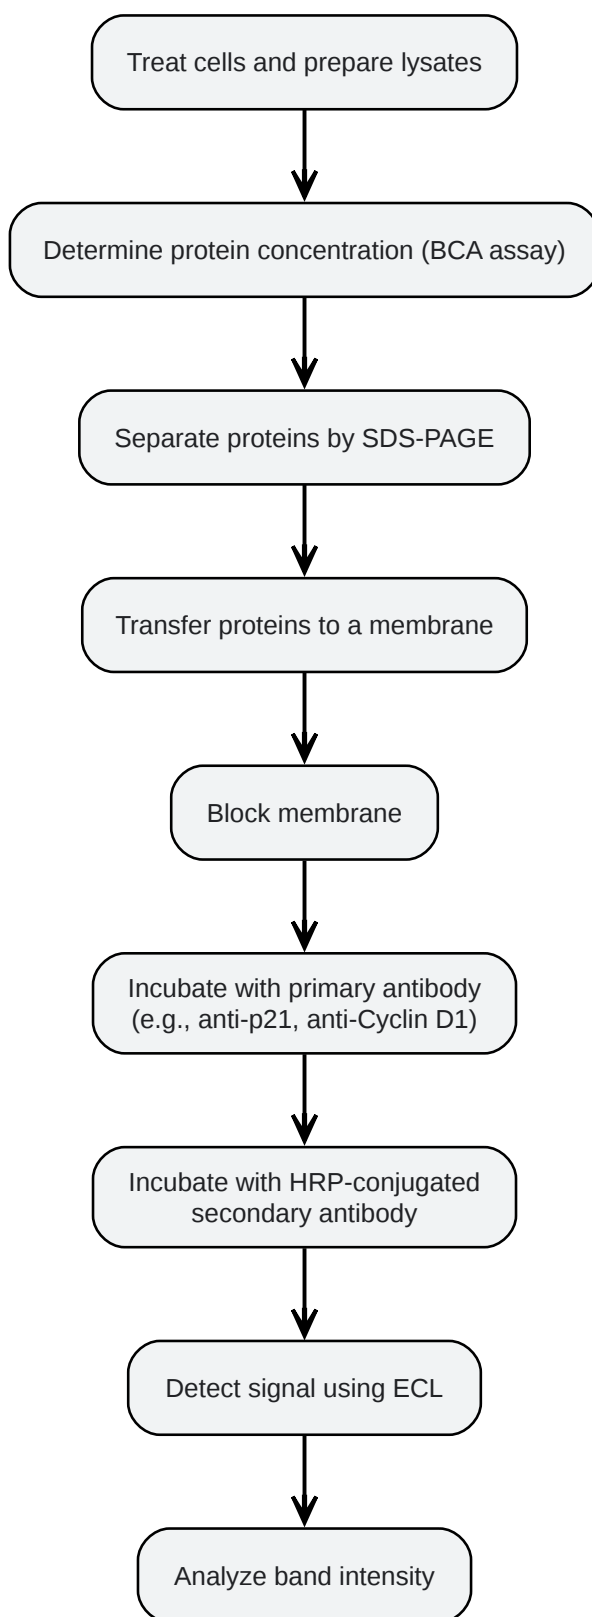 Treat cells and prepare lysates
Determine protein concentration (BCA assay)
Separate proteins by SDS-PAGE
Transfer proteins to a membrane
Block membrane
Incubate with primary antibody
(e.g., anti-p21, anti-Cyclin D1)
Incubate with HRP-conjugated
secondary antibody
Detect signal using ECL
Analyze band intensity